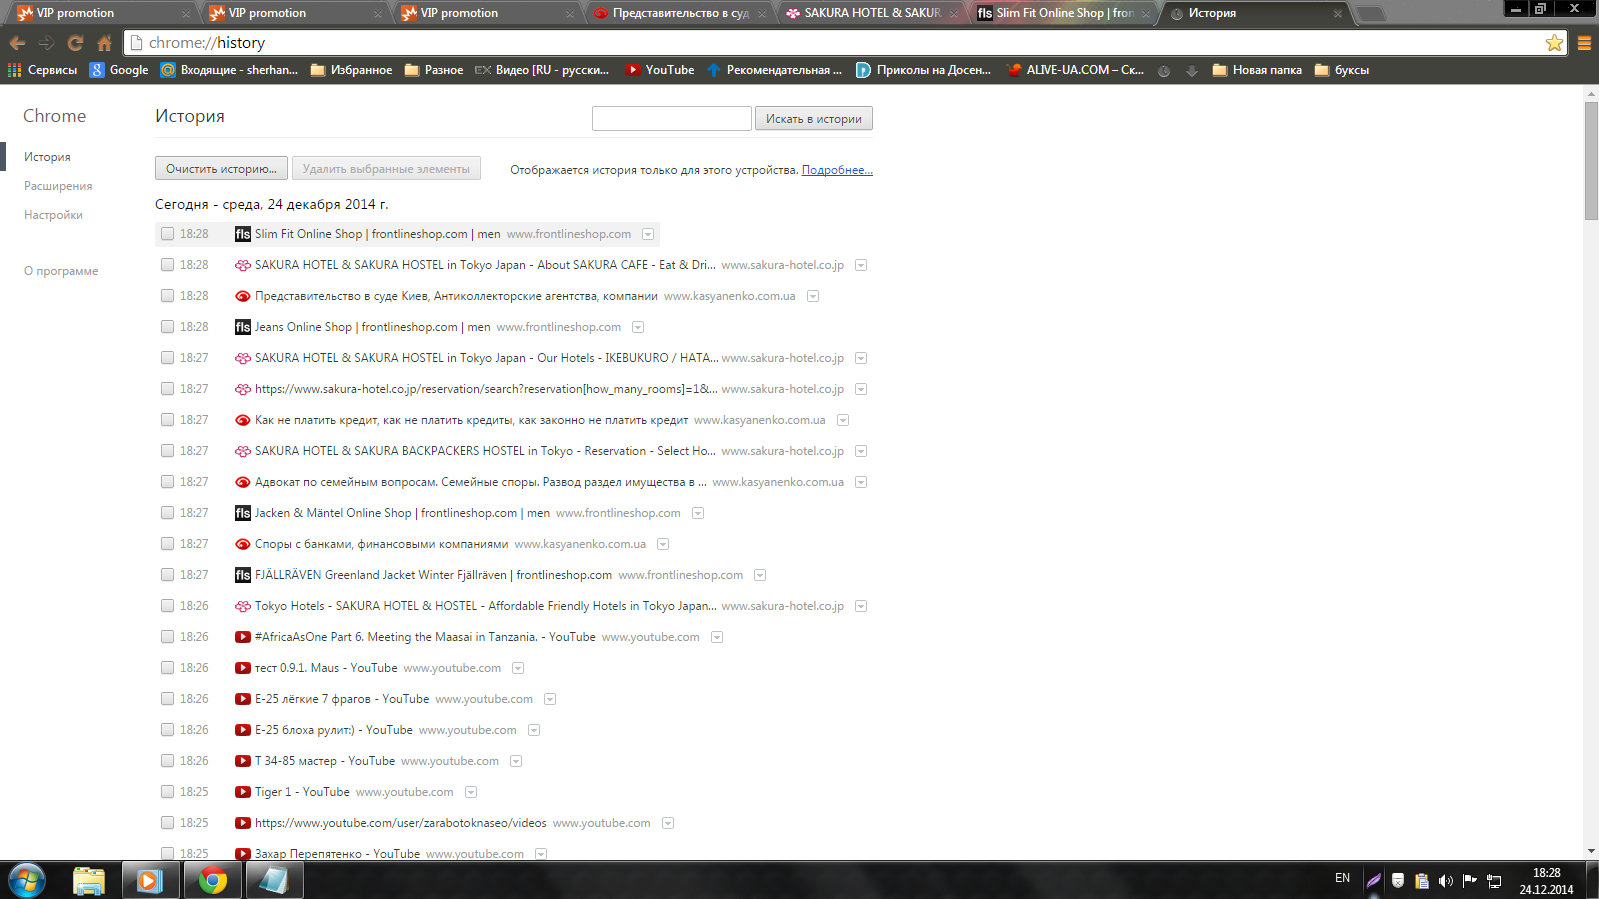 VIP promotion
VIP promotion
VIP promotion
Представительство в суд
SAKURA HOTEL & SAKUR
fls Slim Fit Online Shop | fron
История
chrome://history
Сервисы
Google
Входящие - sherhan...
Избранное
Разное
EX Видео [RU - русски...
YouTube
Рекомендательная ...
Приколы на Досен...
ALIVE-UA.COM – Ск...
Новая папка
буксы
Chrome
История
Искать в истории
История
Расширения
Настройки
О программе
Очистить историю...
Удалить выбранные элементы
Отображается история только для этого устройства. Подробнее...
Сегодня - среда, 24 декабря 2014 г.
18:28 fls Slim Fit Online Shop | frontlineshop.com | men www.frontlineshop.com
18:28 SAKURA HOTEL & SAKURA HOSTEL in Tokyo Japan - About SAKURA CAFE - Eat & Dri... www.sakura-hotel.co.jp
18:28 Представительство в суде Киев, Антиколлекторские агентства, компании www.kasyanenko.com.ua
18:28 fls Jeans Online Shop | frontlineshop.com | men www.frontlineshop.com
18:27 SAKURA HOTEL & SAKURA HOSTEL in Tokyo Japan - Our Hotels - IKEBUKURO / HATA... www.sakura-hotel.co.jp
18:27 https://www.sakura-hotel.co.jp/reservation/search?reservation[how_many_rooms]=1&... www.sakura-hotel.co.jp
18:27 Как не платить кредит, как не платить кредиты, как законно не платить кредит www.kasyanenko.com.ua
18:27 SAKURA HOTEL & SAKURA BACKPACKERS HOSTEL in Tokyo - Reservation - Select Ho... www.sakura-hotel.co.jp
18:27 Адвокат по семейным вопросам. Семейные споры. Развод раздел имущества в ... www.kasyanenko.com.ua
18:27 fls Jacken & Mäntel Online Shop | frontlineshop.com | men www.frontlineshop.com
18:27 Споры с банками, финансовыми компаниями www.kasyanenko.com.ua
18:27 fls FJÄLLRÄVEN Greenland Jacket Winter Fjällräven | frontlineshop.com www.frontlineshop.com
18:26 Tokyo Hotels - SAKURA HOTEL & HOSTEL - Affordable Friendly Hotels in Tokyo Japan... www.sakura-hotel.co.jp
18:26 #AfricaAsOne Part 6. Meeting the Maasai in Tanzania. - YouTube www.youtube.com
18:26 тест 0.9.1. Maus - YouTube www.youtube.com
18:26 Е-25 лёгкие 7 фрагов - YouTube www.youtube.com
18:26 Е-25 блоха рулит:) - YouTube www.youtube.com
18:26 Т 34-85 мастер - YouTube www.youtube.com
18:25 Tiger 1 - YouTube www.youtube.com
18:25 https://www.youtube.com/user/zarabotoknaseo/videos www.youtube.com
18:25 Захар Перепятенко - YouTube www.youtube.com
EN
18:28
24.12.2014